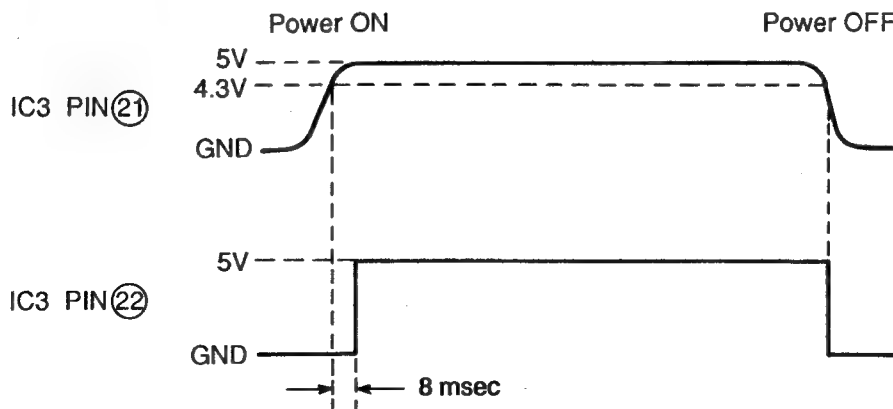 Power ON Power OFF
5V
4.3V
IC3 PIN㉑
GND
5V
IC3 PIN㉒
GND
8 msec